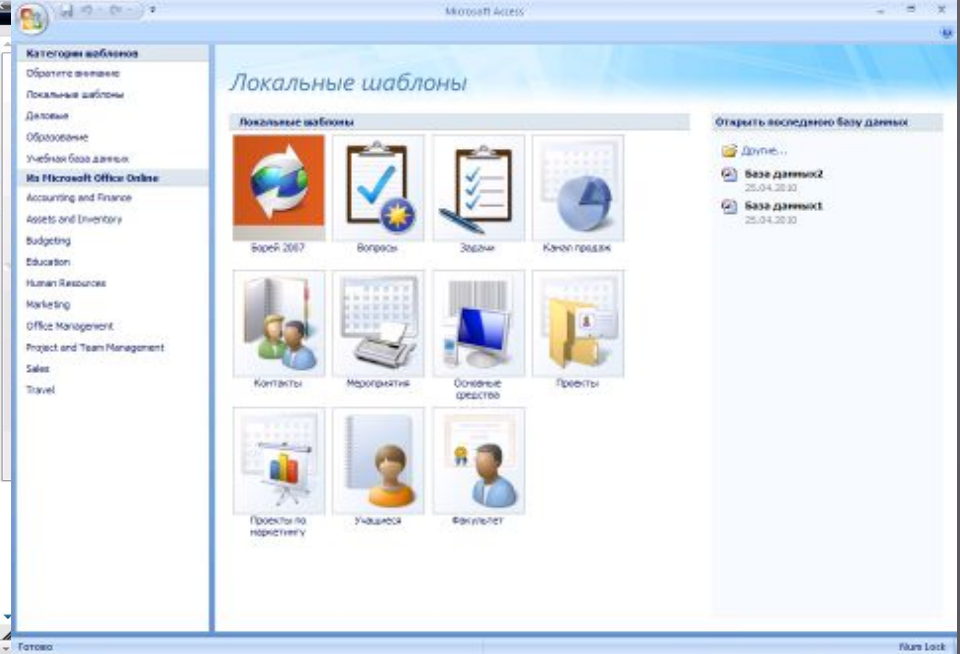 Microsoft Access
Категории шаблонов
Обратите внимание
Локальные шаблоны
Деловые
Образование
Учебная база данных
Из Microsoft Office Online
Accounting and Finance
Assets and Inventory
Budgeting
Education
Human Resources
Marketing
Office Management
Project and Team Management
Sales
Travel
Локальные шаблоны
Локальные шаблоны
Борей 2007
Вопросы
Задачи
Канал продаж
Контакты
Мероприятия
Основные
средства
Проекты
Проекты по
маркетингу
Учащиеся
Факультет
Открыть последнюю базу данных
Другие...
База данных2
25.04.2010
База данных1
25.04.2010
Готово
Num Lock